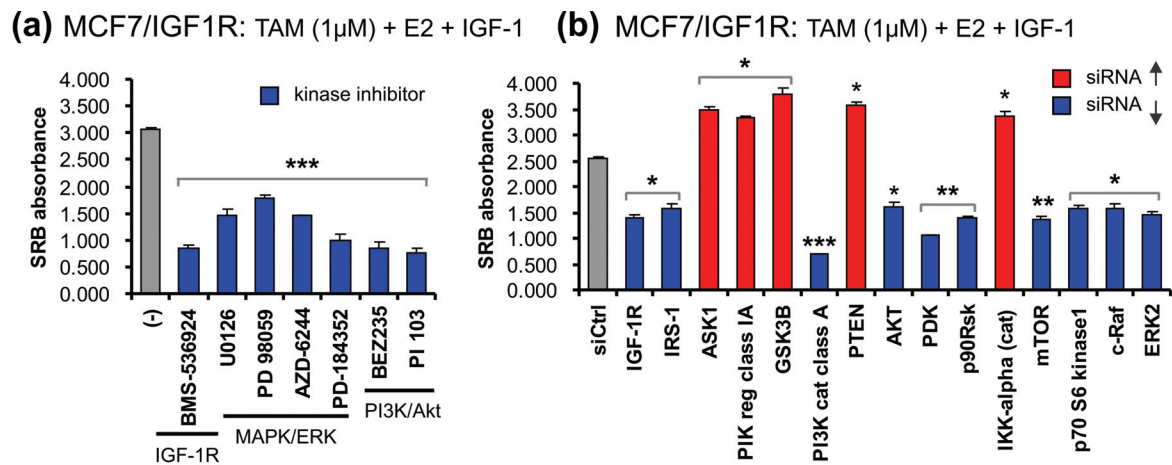 (a) MCF7/IGF1R: TAM (1µM) + E2 + IGF-1
SRB absorbance
4.000
3.500
3.000
2.500
2.000
1.500
1.000
0.500
0.000
kinase inhibitor
***
(-)
BMS-536924
U0126
PD 98059
AZD-6244
PD-184352
BEZ235
PI 103
IGF-1R
MAPK/ERK
PI3K/Akt
(b) MCF7/IGF1R: TAM (1µM) + E2 + IGF-1
SRB absorbance
4.000
3.500
3.000
2.500
2.000
1.500
1.000
0.500
0.000
siRNA ↑
siRNA ↓
*
*
***
*
*
**
*
**
*
siCtrl
IGF-1R
IRS-1
ASK1
PIK reg class IA
GSK3B
PI3K cat class A
PTEN
AKT
PDK
p90Rsk
IKK-alpha (cat)
mTOR
p70 S6 kinase1
c-Raf
ERK2